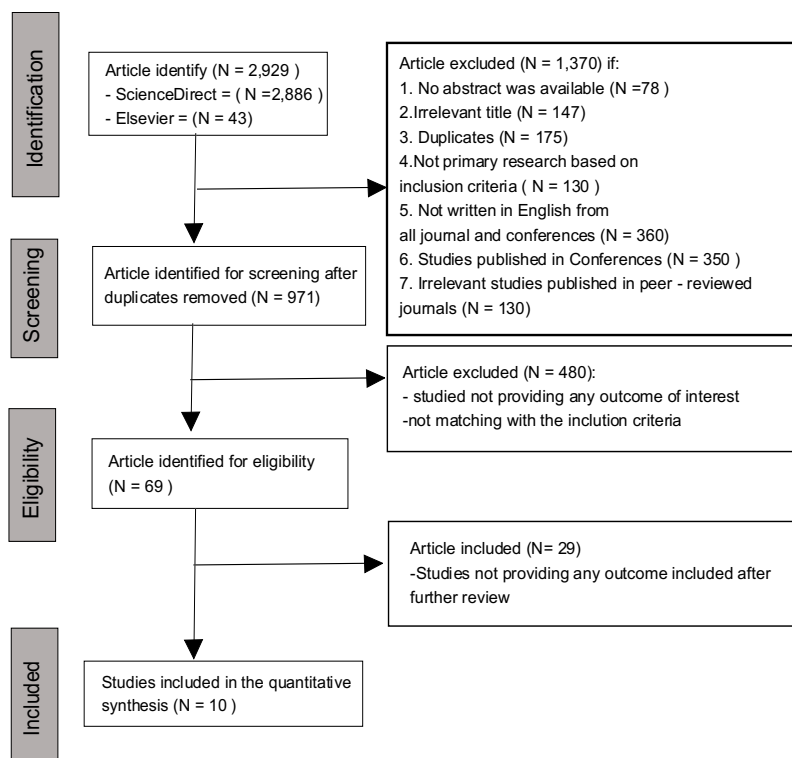 Identification
Article identify (N = 2,929 )
- ScienceDirect = ( N =2,886 )
- Elsevier = (N = 43)
Article excluded (N = 1,370) if:
1. No abstract was available (N =78 )
2.Irrelevant title (N = 147)
3. Duplicates (N = 175)
4.Not primary research based on
inclusion criteria ( N = 130 )
5. Not written in English from
all journal and conferences (N = 360)
6. Studies published in Conferences (N = 350 )
7. Irrelevant studies published in peer - reviewed
journals (N = 130)
Screening
Article identified for screening after
duplicates removed (N = 971)
Article excluded (N = 480):
- studied not providing any outcome of interest
-not matching with the inclution criteria
Eligibility
Article identified for eligibility
(N = 69 )
Article included (N= 29)
-Studies not providing any outcome included after
further review
Included
Studies included in the quantitative
synthesis (N = 10 )